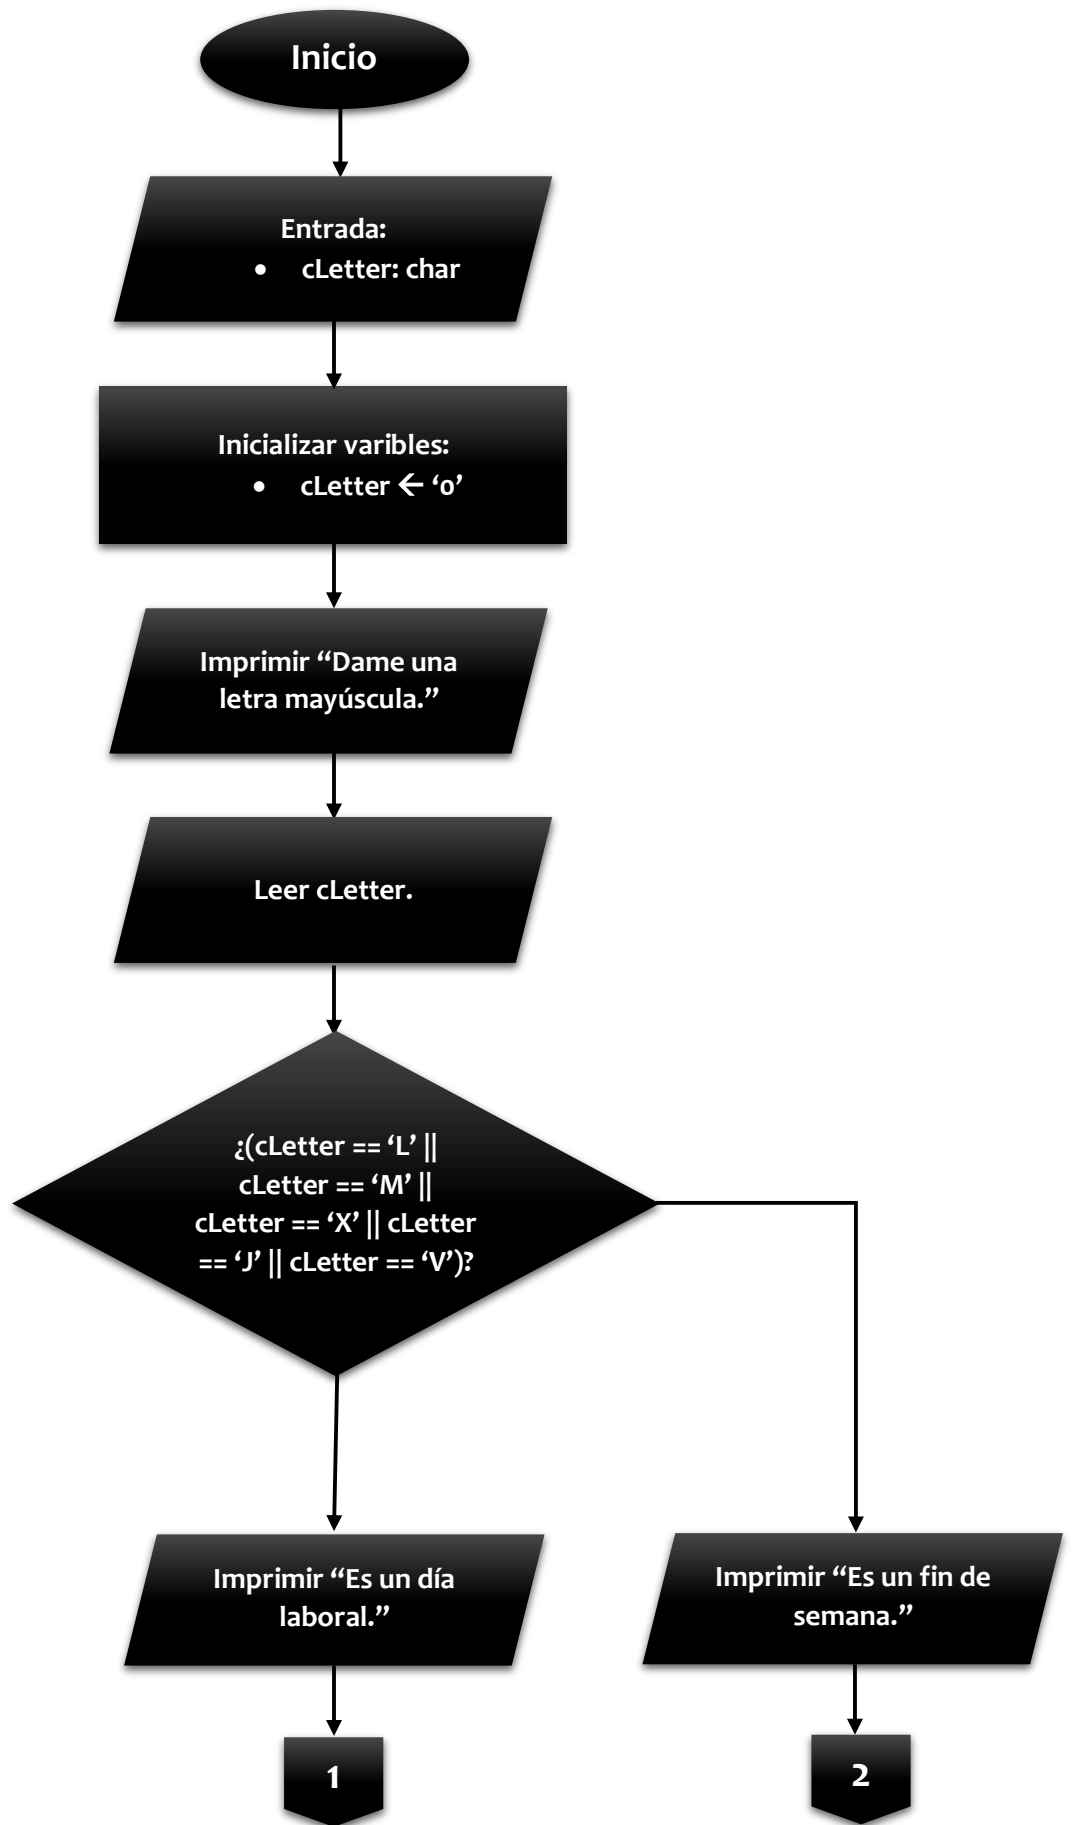 Inicio
Entrada:
• cLetter: char
Inicializar varibles:
• cLetter ← ‘0’
Imprimir “Dame una
letra mayúscula.”
Leer cLetter.
¿(cLetter == ‘L’ ||
cLetter == ‘M’ ||
cLetter == ‘X’ || cLetter
== ‘J’ || cLetter == ‘V’)?
Imprimir “Es un día
laboral.”
Imprimir “Es un fin de
semana.”
1
2